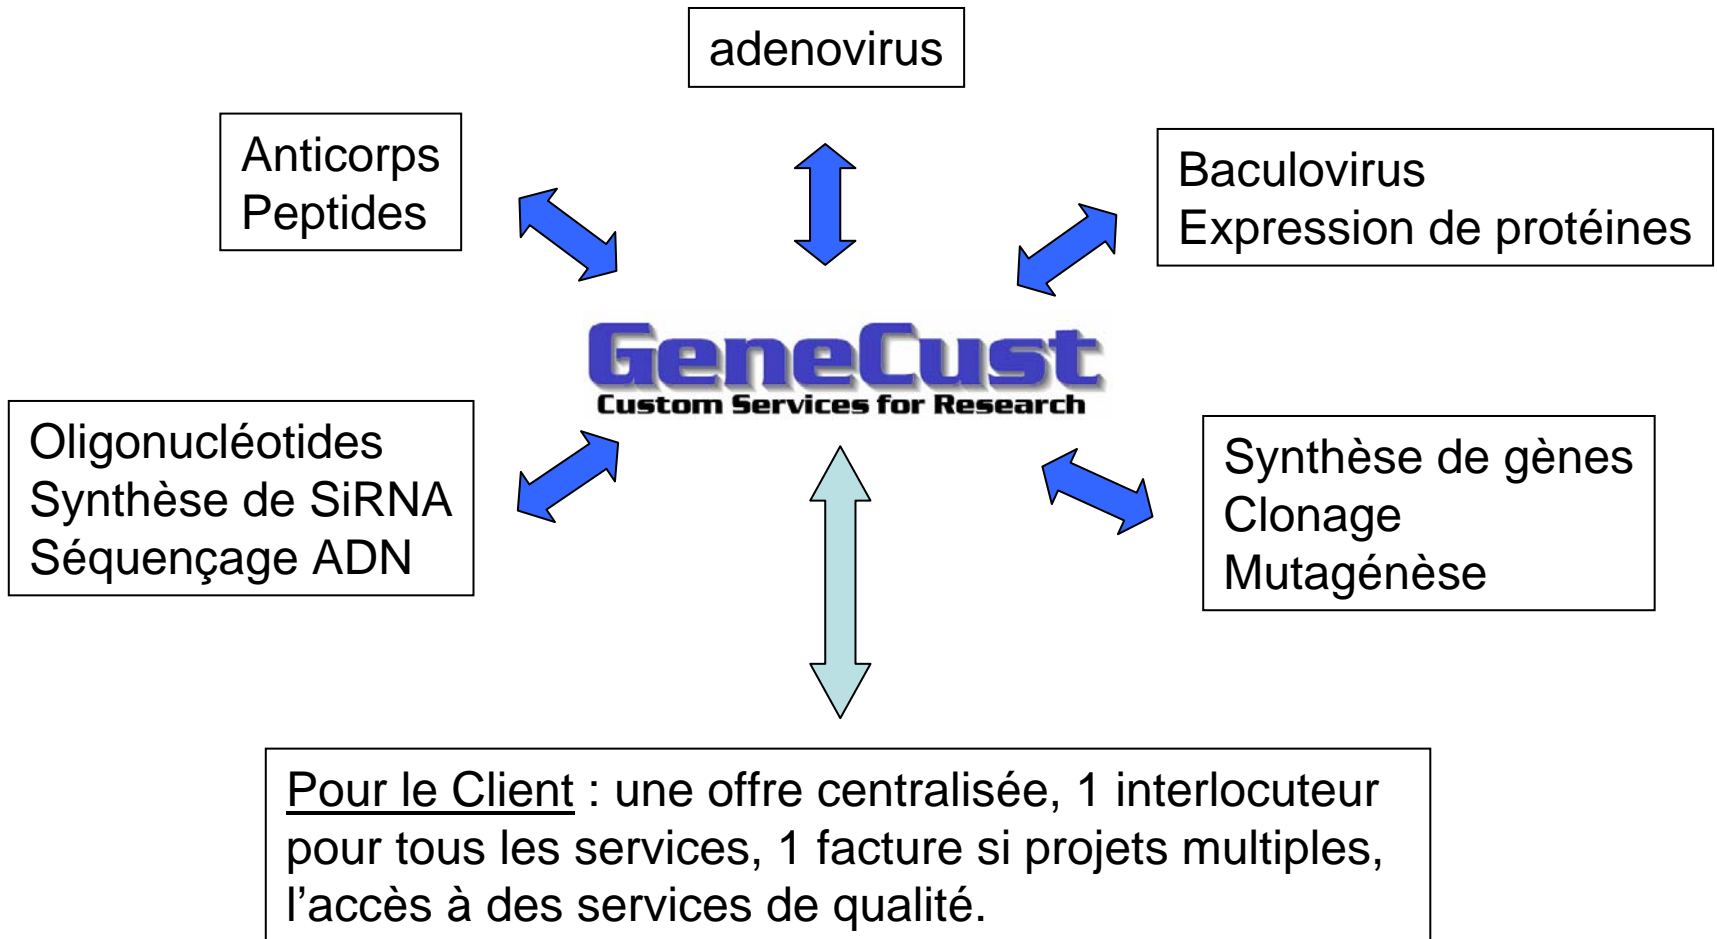 adenovirus
Anticorps
Peptides
Baculovirus
Expression de protéines
GeneCust
Custom Services for Research
Oligonucléotides
Synthèse de SiRNA
Séquençage ADN
Synthèse de gènes
Clonage
Mutagénèse
Pour le Client : une offre centralisée, 1 interlocuteur
pour tous les services, 1 facture si projets multiples,
l’accès à des services de qualité.